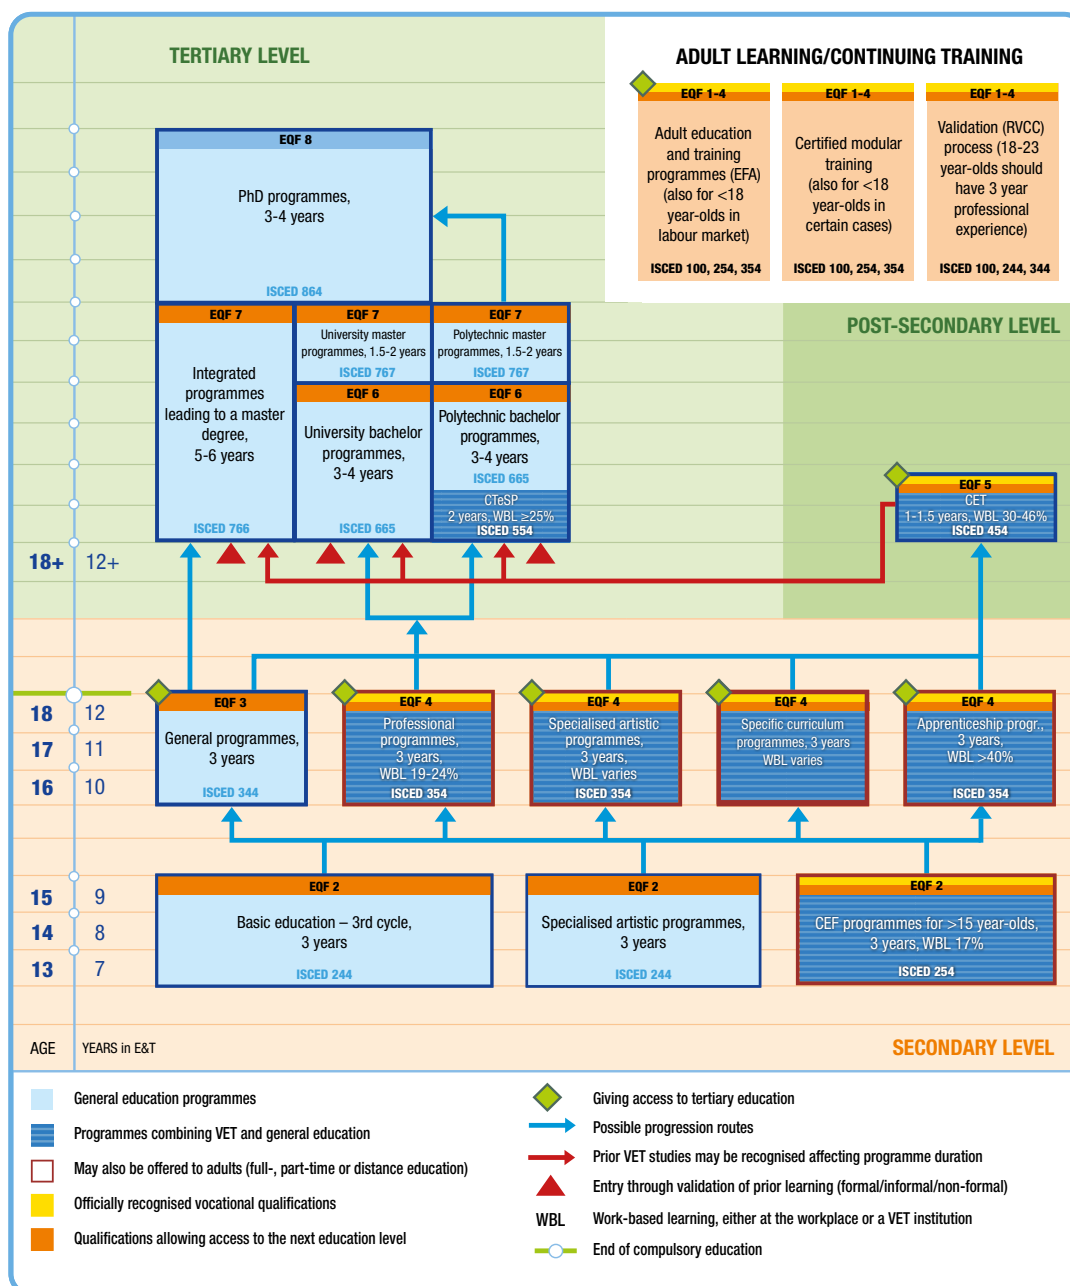 TERTIARY LEVEL
ADULT LEARNING/CONTINUING TRAINING
EQF 1-4
Adult education
and training
programmes (EFA)
(also for <18
year-olds in
labour market)
ISCED 100, 254, 354
EQF 1-4
Certified modular
training
(also for <18
year-olds in
certain cases)
ISCED 100, 254, 354
EQF 1-4
Validation (RVCC)
process (18-23
year-olds should
have 3 year
professional
experience)
ISCED 100, 244, 344
EQF 8
PhD programmes,
3-4 years
ISCED 864
POST-SECONDARY LEVEL
EQF 7
Integrated
programmes
leading to a master
degree,
5-6 years
ISCED 766
EQF 7
University master
programmes, 1.5-2 years
ISCED 767
EQF 6
University bachelor
programmes,
3-4 years
ISCED 665
EQF 7
Polytechnic master
programmes, 1.5-2 years
ISCED 767
EQF 6
Polytechnic bachelor
programmes,
3-4 years
ISCED 665
CTeSP
2 years, WBL ≥25%
ISCED 554
EQF 5
CET
1-1.5 years, WBL 30-46%
ISCED 454
18+ 12+
18 12
17 11
16 10
EQF 3
General programmes,
3 years
ISCED 344
EQF 4
Professional
programmes,
3 years,
WBL 19-24%
ISCED 354
EQF 4
Specialised artistic
programmes,
3 years,
WBL varies
ISCED 354
EQF 4
Specific curriculum
programmes, 3 years
WBL varies
EQF 4
Apprenticeship progr.,
3 years,
WBL >40%
ISCED 354
15 9
14 8
13 7
EQF 2
Basic education – 3rd cycle,
3 years
ISCED 244
EQF 2
Specialised artistic programmes,
3 years
ISCED 244
EQF 2
CEF programmes for >15 year-olds,
3 years, WBL 17%
ISCED 254
AGE YEARS in E&T
SECONDARY LEVEL
General education programmes
Programmes combining VET and general education
May also be offered to adults (full-, part-time or distance education)
Officially recognised vocational qualifications
Qualifications allowing access to the next education level
Giving access to tertiary education
Possible progression routes
Prior VET studies may be recognised affecting programme duration
Entry through validation of prior learning (formal/informal/non-formal)
WBL Work-based learning, either at the workplace or a VET institution
End of compulsory education